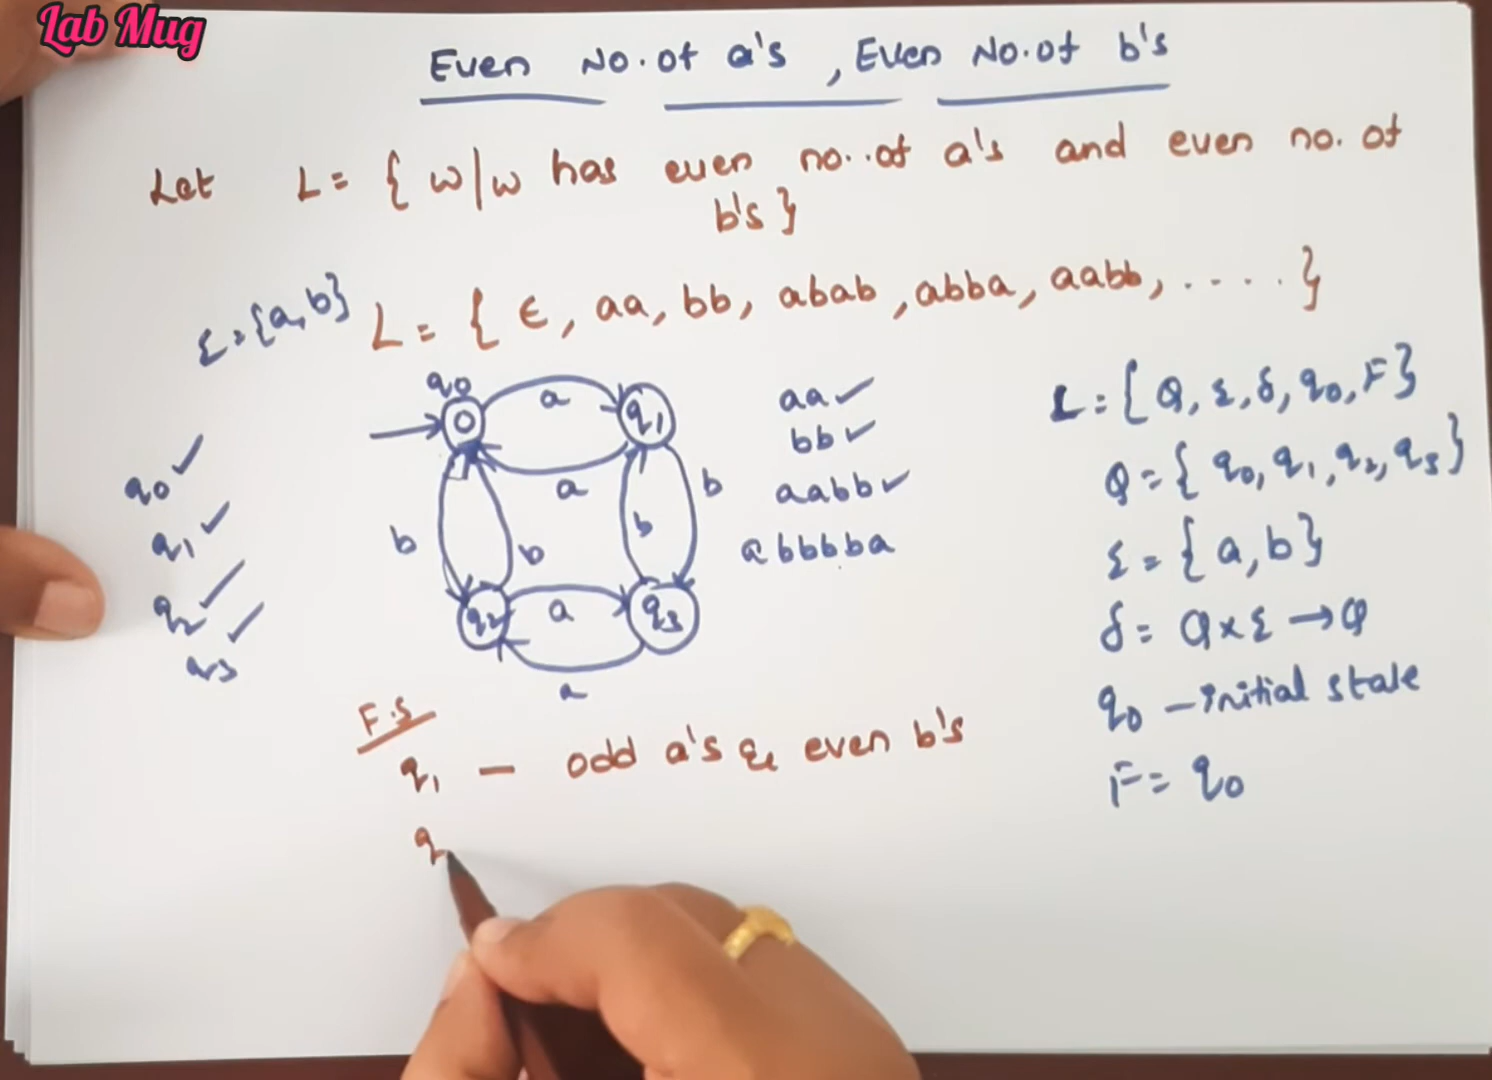 Lab Mug
Even No. of a's , Even No. of b's
Let L = { w/w has even no. of a's and even no. of
b's }
Σ = {a, b} L = { ε, aa, bb, abab, abba, aabb, ..... }
q0
a
q1
a
b
b
b
b
q2
a
q3
a
q0 ✓
q1 ✓
q2 ✓
q3 ✓
aa ✓
bb ✓
aabb ✓
abbbba
L = { Q, Σ, δ, q0, F }
Q = { q0, q1, q2, q3 }
Σ = { a, b }
δ = Q x Σ → Q
q0 - initial state
F = q0
F.S
q1 - odd a's & even b's
q